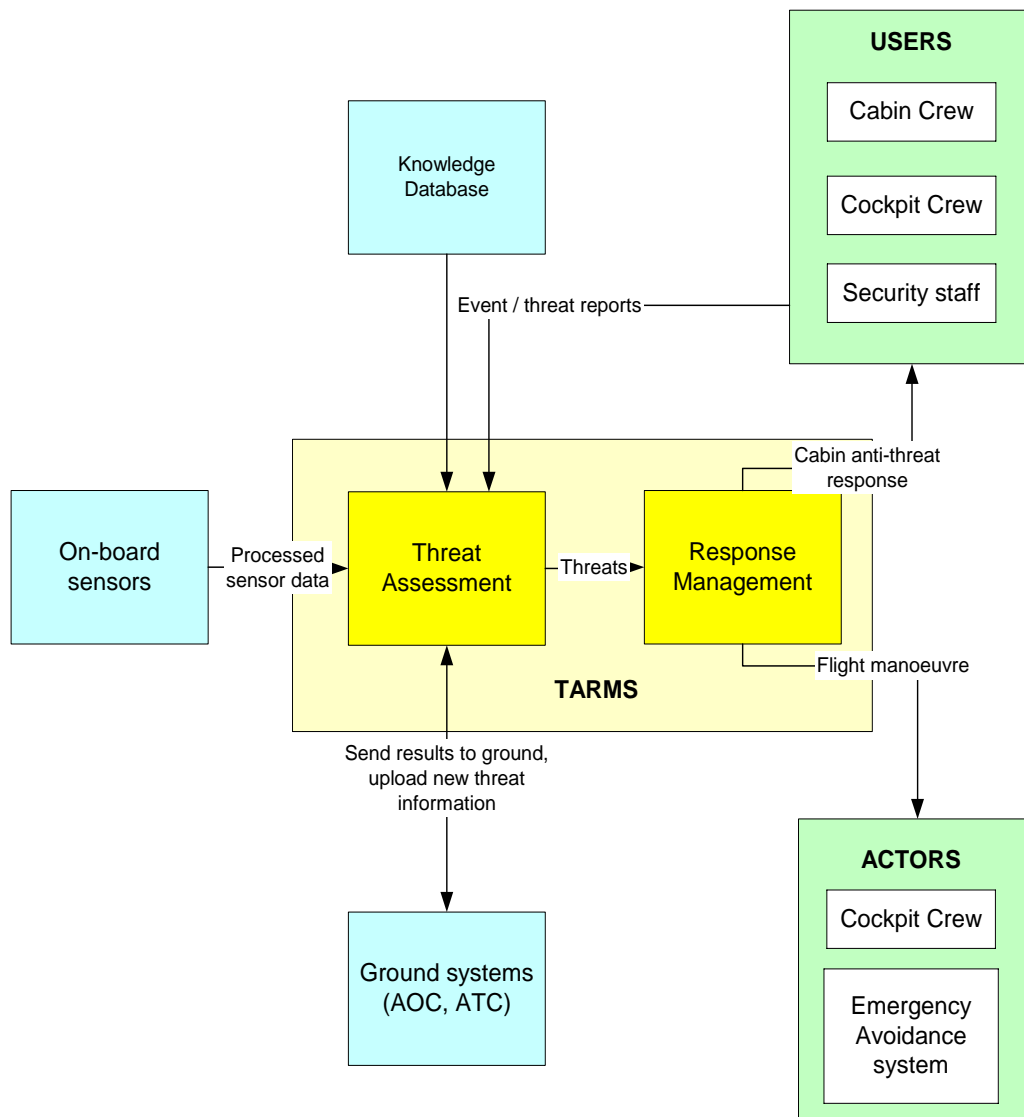 USERS
Cabin Crew
Cockpit Crew
Security staff
Knowledge
Database
Event / threat reports
Cabin anti-threat
response
On-board
sensors
Processed
sensor data
Threat
Assessment
Threats
Response
Management
Flight manoeuvre
TARMS
Send results to ground,
upload new threat
information
ACTORS
Cockpit Crew
Emergency
Avoidance
system
Ground systems
(AOC, ATC)